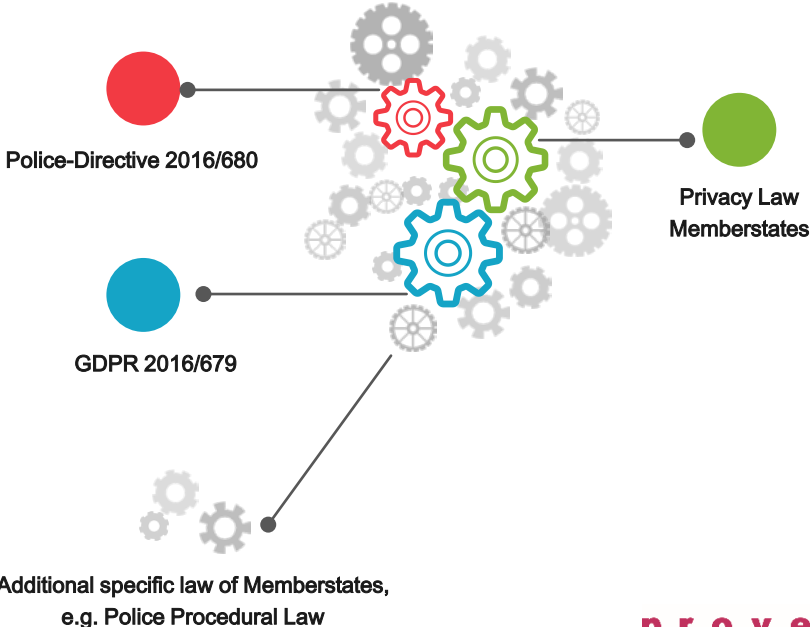 Police-Directive 2016/680
Privacy Law
Memberstates
GDPR 2016/679
Additional specific law of Memberstates,
e.g. Police Procedural Law